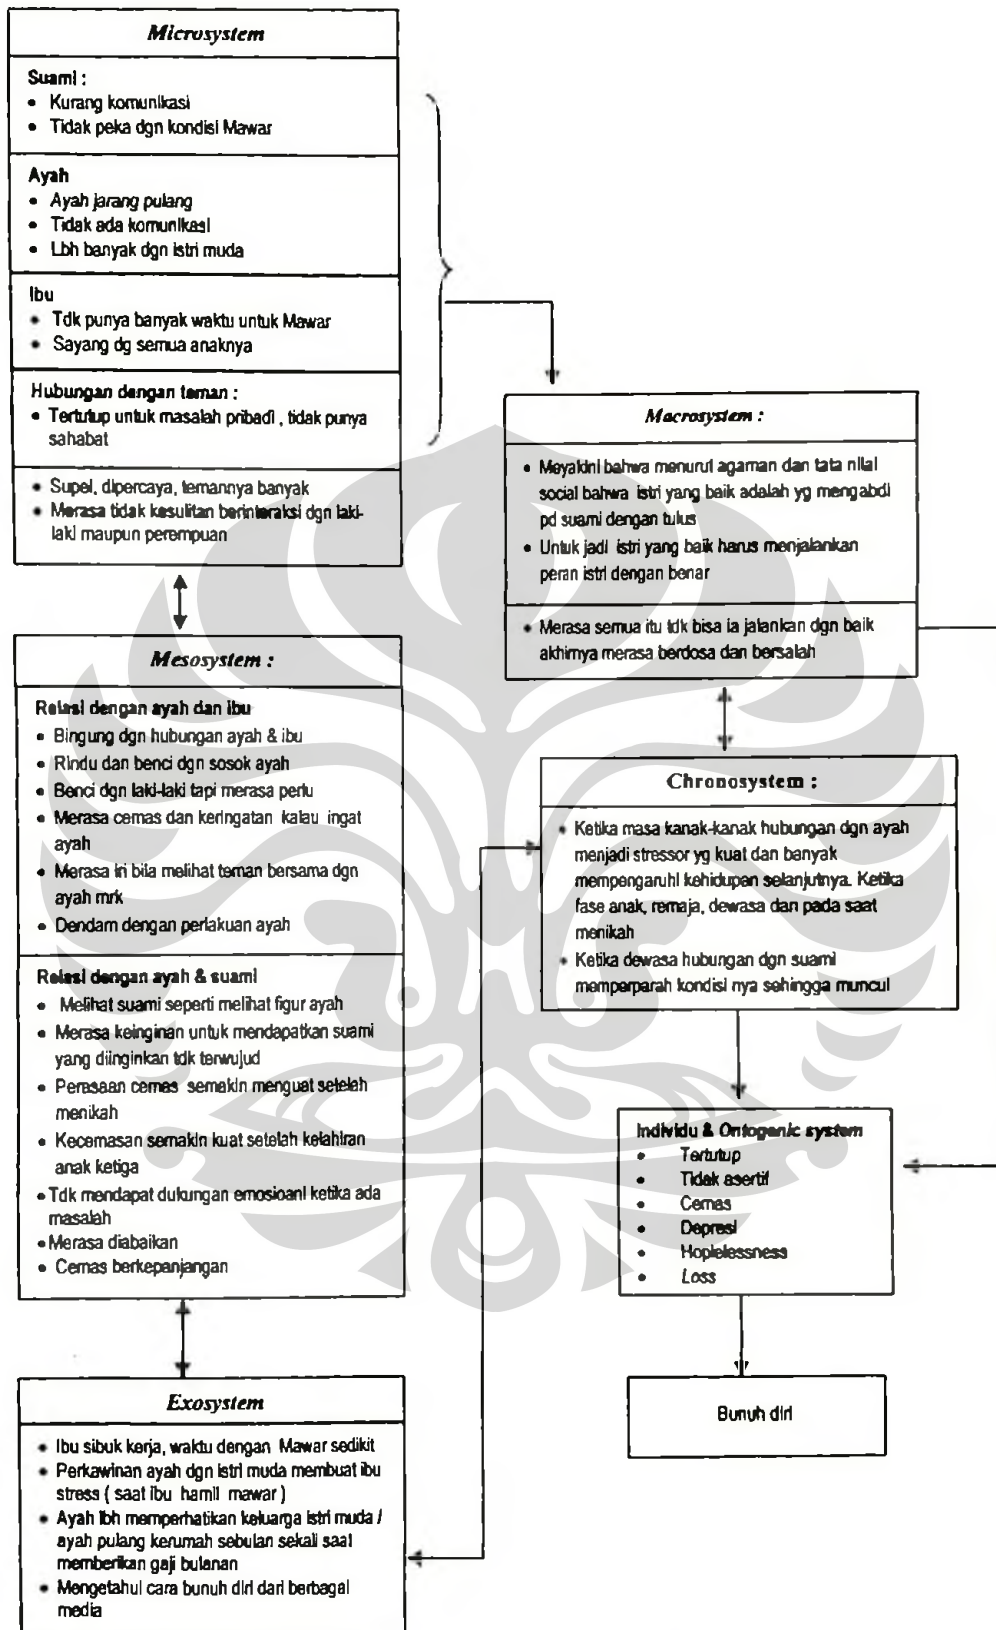 Microsystem
Suami :
• Kurang komunikasi
• Tidak peka dgn kondisi Mawar
Ayah
• Ayah jarang pulang
• Tidak ada komunikasi
• Lbh banyak dgn istri muda
Ibu
• Tdk punya banyak waktu untuk Mawar
• Sayang dg semua anaknya
Hubungan dengan teman :
• Tertutup untuk masalah pribadi , tidak punya
sahabat
• Supel, dipercaya, temannya banyak
• Merasa tidak kesulitan berinteraksi dgn laki-
laki maupun perempuan
Mesosystem :
Relasi dengan ayah dan ibu
• Bingung dgn hubungan ayah & ibu
• Rindu dan benci dgn sosok ayah
• Benci dgn laki-laki tapi merasa perlu
• Merasa cemas dan keringatan kalau ingat
ayah
• Merasa iri bila melihat teman bersama dgn
ayah mrk
• Dendam dengan perlakuan ayah
Relasi dengan ayah & suami
• Melihat suami seperti melihat figur ayah
• Merasa keinginan untuk mendapatkan suami
yang diinginkan tdk terwujud
• Perasaan cemas semakin menguat setelah
menikah
• Kecemasan semakin kuat setelah kelahiran
anak ketiga
• Tdk mendapat dukungan emosioanl ketika ada
masalah
• Merasa diabaikan
• Cemas berkepanjangan
Exosystem
• Ibu sibuk kerja, waktu dengan Mawar sedikit
• Perkawinan ayah dgn istri muda membuat ibu
stress ( saat ibu hamil mawar )
• Ayah lbh memperhatikan keluarga istri muda /
ayah pulang kerumah sebulan sekali saat
memberikan gaji bulanan
• Mengetahui cara bunuh diri dari berbagai
media
Macrosystem :
• Meyakini bahwa menurut agaman dan tata nilai
social bahwa istri yang baik adalah yg mengabdi
pd suami dengan tulus
• Untuk jadi istri yang baik harus menjalankan
peran istri dengan benar
• Merasa semua itu tdk bisa ia jalankan dgn baik
akhirnya merasa berdosa dan bersalah
Chronosystem :
• Ketika masa kanak-kanak hubungan dgn ayah
menjadi stressor yg kuat dan banyak
mempengaruhi kehidupan selanjutnya. Ketika
fase anak, remaja, dewasa dan pada saat
menikah
• Ketika dewasa hubungan dgn suami
memperparah kondisi nya sehingga muncul
Individu & Ontogenic system
• Tertutup
• Tidak asertif
• Cemas
• Depresi
• Hoplelessness
• Loss
Bunuh diri